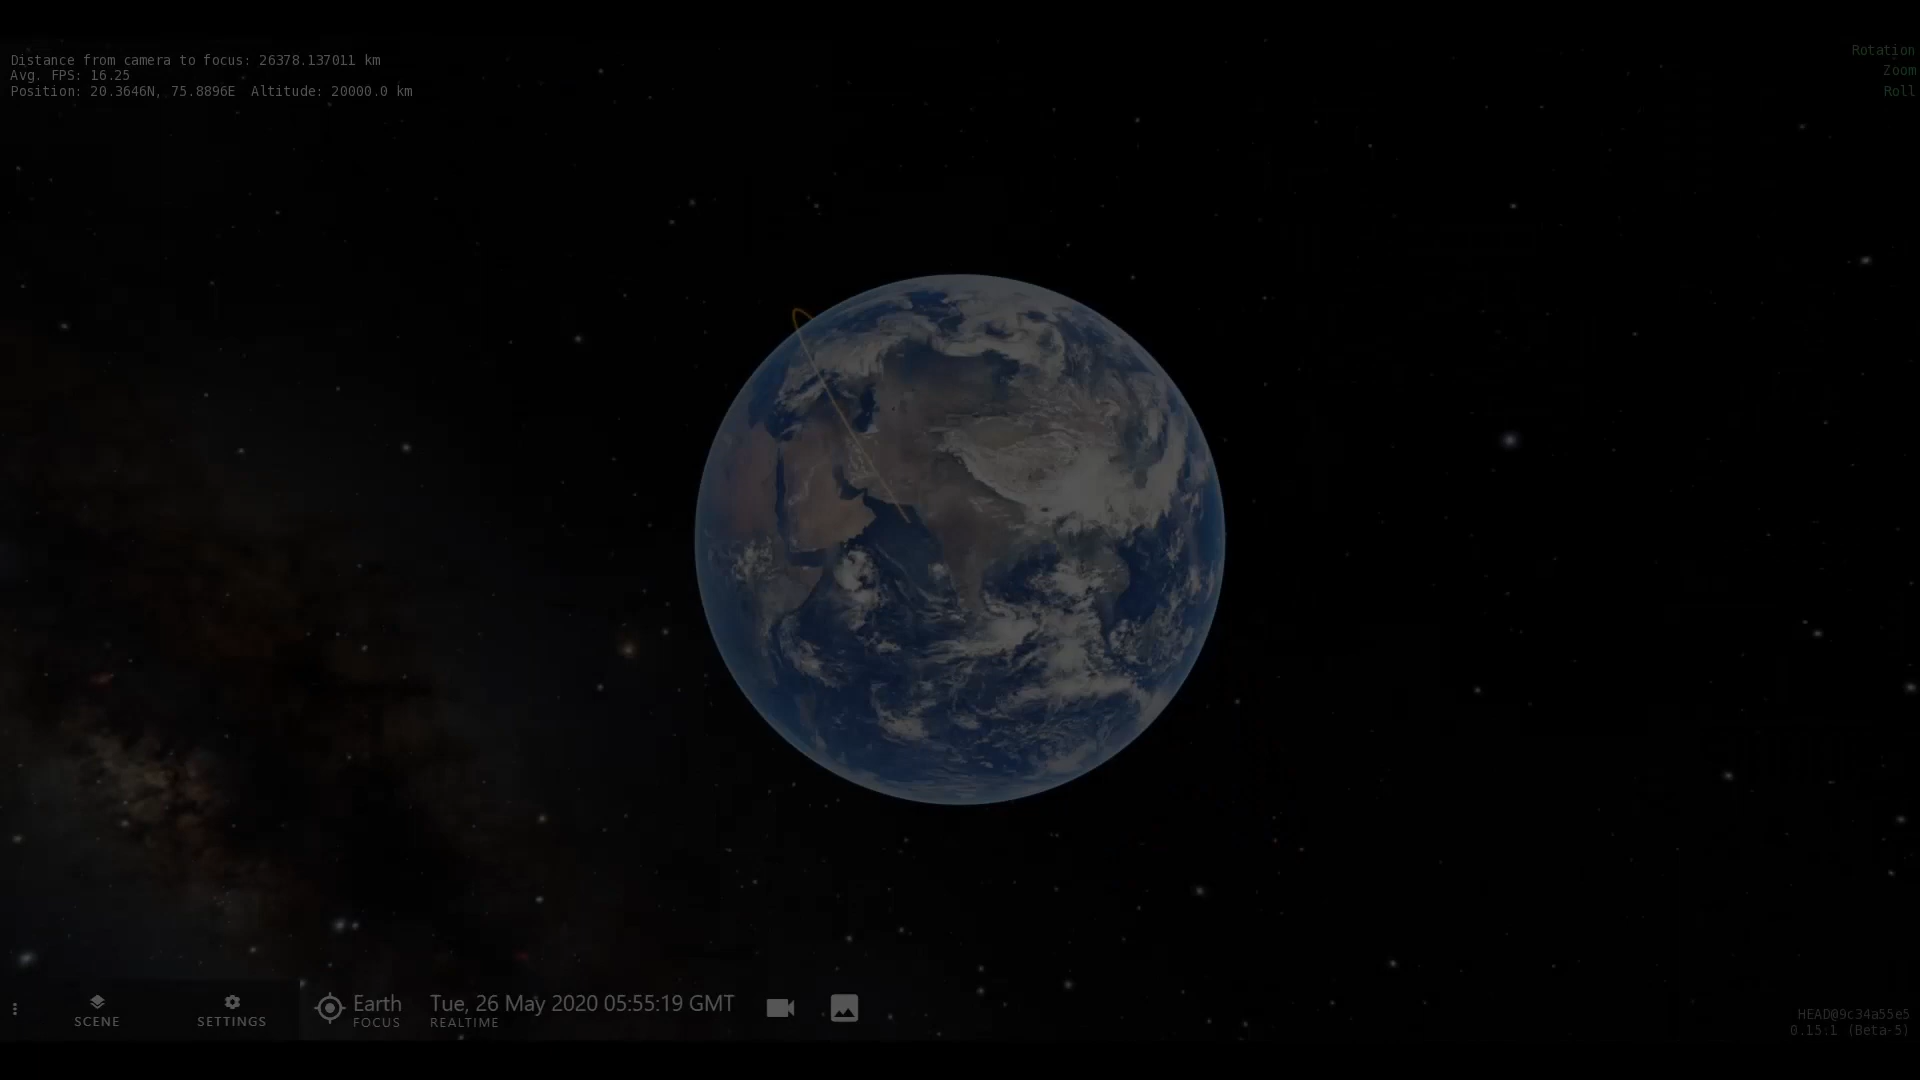 Distance from camera to focus: 26378.137011 km
Avg. FPS: 16.25
Position: 20.3646N, 75.8896E  Altitude: 20000.0 km
Rotation
Zoom
Roll
SCENE
SETTINGS
Earth
FOCUS
Tue, 26 May 2020 05:55:19 GMT
REALTIME
HEAD@9c34a55e5
0.15.1 (Beta-5)